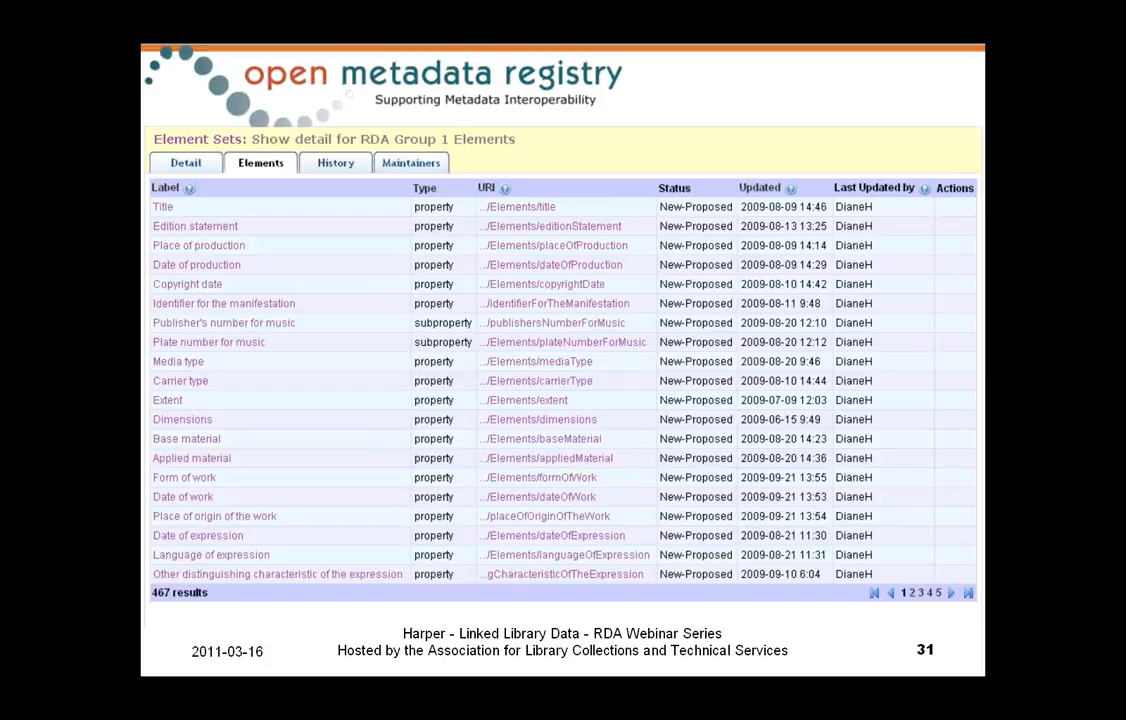 open metadata registry
Supporting Metadata Interoperability
Element Sets: Show detail for RDA Group 1 Elements
Detail Elements History Maintainers
Label Type URI Status Updated Last Updated by Actions
Title property .../Elements/title New-Proposed 2009-08-09 14:46 DianeH
Edition statement property .../Elements/editionStatement New-Proposed 2009-08-13 13:25 DianeH
Place of production property .../Elements/placeOfProduction New-Proposed 2009-08-09 14:14 DianeH
Date of production property .../Elements/dateOfProduction New-Proposed 2009-08-09 14:29 DianeH
Copyright date property .../Elements/copyrightDate New-Proposed 2009-08-10 14:42 DianeH
Identifier for the manifestation property .../identifierForTheManifestation New-Proposed 2009-08-11 9:48 DianeH
Publisher's number for music subproperty .../publishersNumberForMusic New-Proposed 2009-08-20 12:10 DianeH
Plate number for music subproperty .../Elements/plateNumberForMusic New-Proposed 2009-08-20 12:12 DianeH
Media type property .../Elements/mediaType New-Proposed 2009-08-20 9:46 DianeH
Carrier type property .../Elements/carrierType New-Proposed 2009-08-10 14:44 DianeH
Extent property .../Elements/extent New-Proposed 2009-07-09 12:03 DianeH
Dimensions property .../Elements/dimensions New-Proposed 2009-06-15 9:49 DianeH
Base material property .../Elements/baseMaterial New-Proposed 2009-08-20 14:23 DianeH
Applied material property .../Elements/appliedMaterial New-Proposed 2009-08-20 14:36 DianeH
Form of work property .../Elements/formOfWork New-Proposed 2009-09-21 13:55 DianeH
Date of work property .../Elements/dateOfWork New-Proposed 2009-09-21 13:53 DianeH
Place of origin of the work property .../placeOfOriginOfTheWork New-Proposed 2009-09-21 13:54 DianeH
Date of expression property .../Elements/dateOfExpression New-Proposed 2009-08-21 11:30 DianeH
Language of expression property .../Elements/languageOfExpression New-Proposed 2009-08-21 11:31 DianeH
Other distinguishing characteristic of the expression property ...gCharacteristicOfTheExpression New-Proposed 2009-09-10 6:04 DianeH
467 results 1 2 3 4 5
Harper - Linked Library Data - RDA Webinar Series
2011-03-16 Hosted by the Association for Library Collections and Technical Services 31